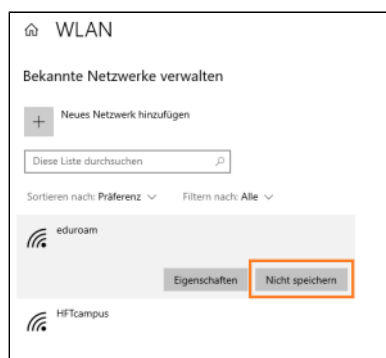 WLAN
Bekannte Netzwerke verwalten
Neues Netzwerk hinzufügen
Diese Liste durchsuchen
Sortieren nach: Präferenz Filtern nach: Alle
eduroam
Eigenschaften Nicht speichern
HFTcampus